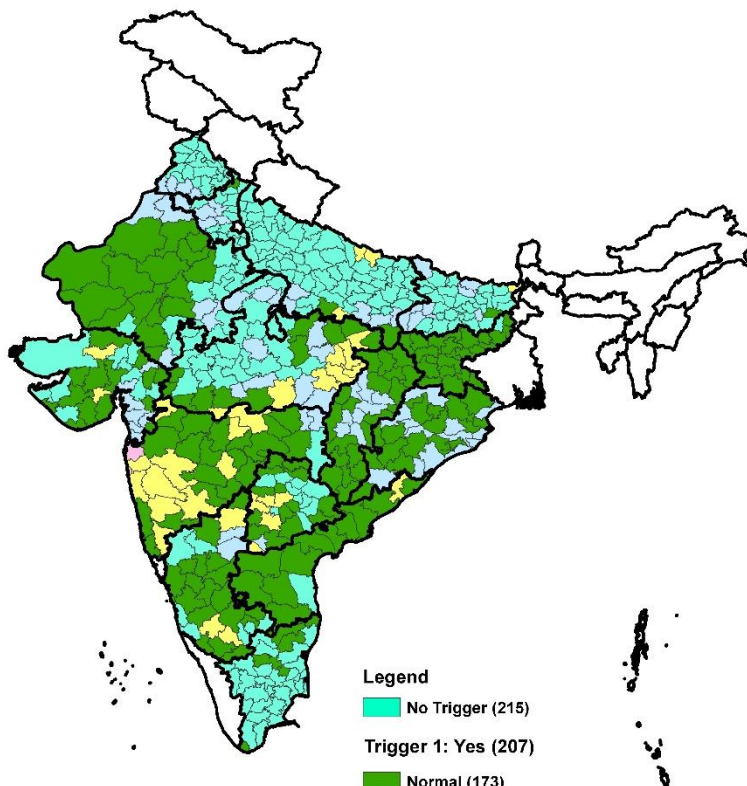 Legend
No Trigger (215)
Trigger 1: Yes (207)
Normal (173)